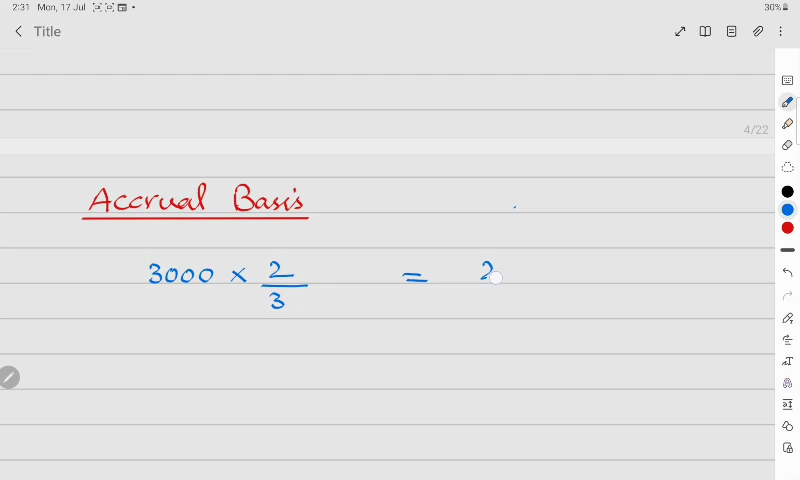 2:31 Mon, 17 Jul 30%
Title
4/22
Accrual Basis
3000 × 2/3 = 2